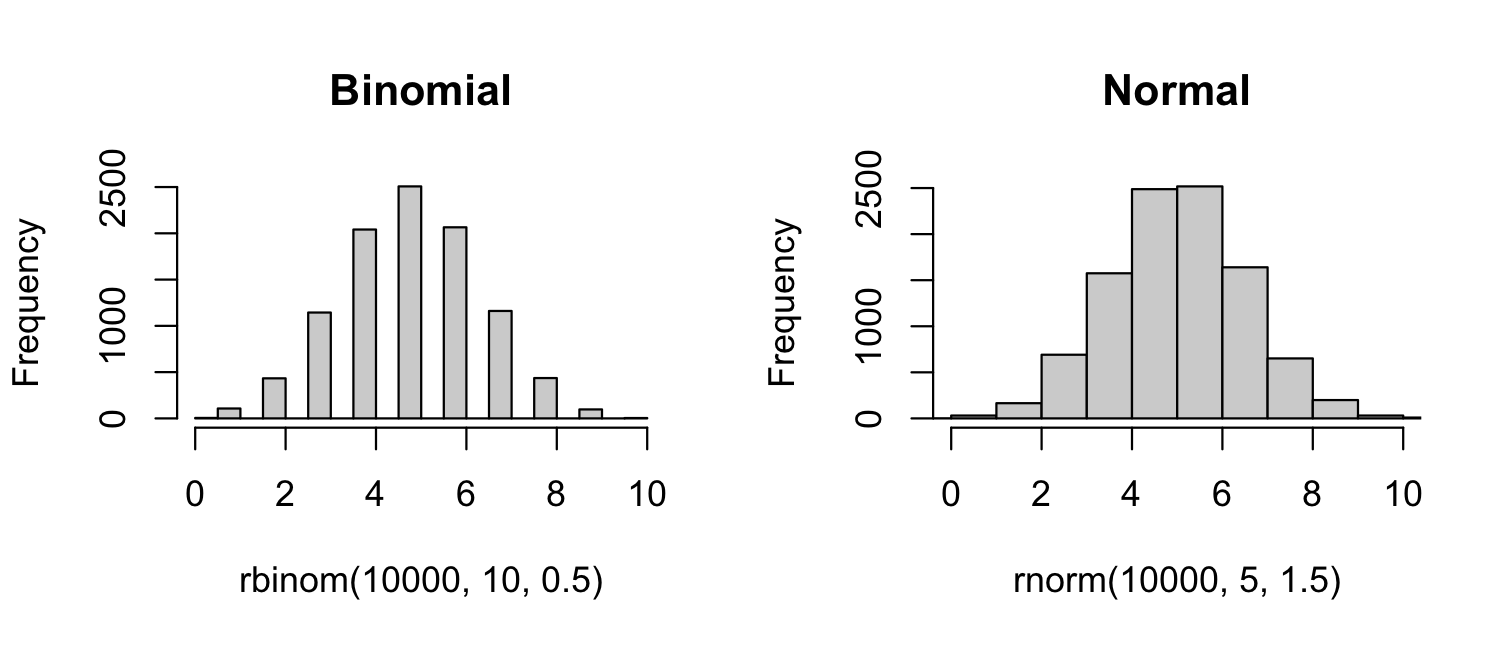 Binomial
Frequency
2500
1000
0
0 2 4 6 8 10
rbinom(10000, 10, 0.5)
Normal
Frequency
2500
1000
0
0 2 4 6 8 10
rnorm(10000, 5, 1.5)